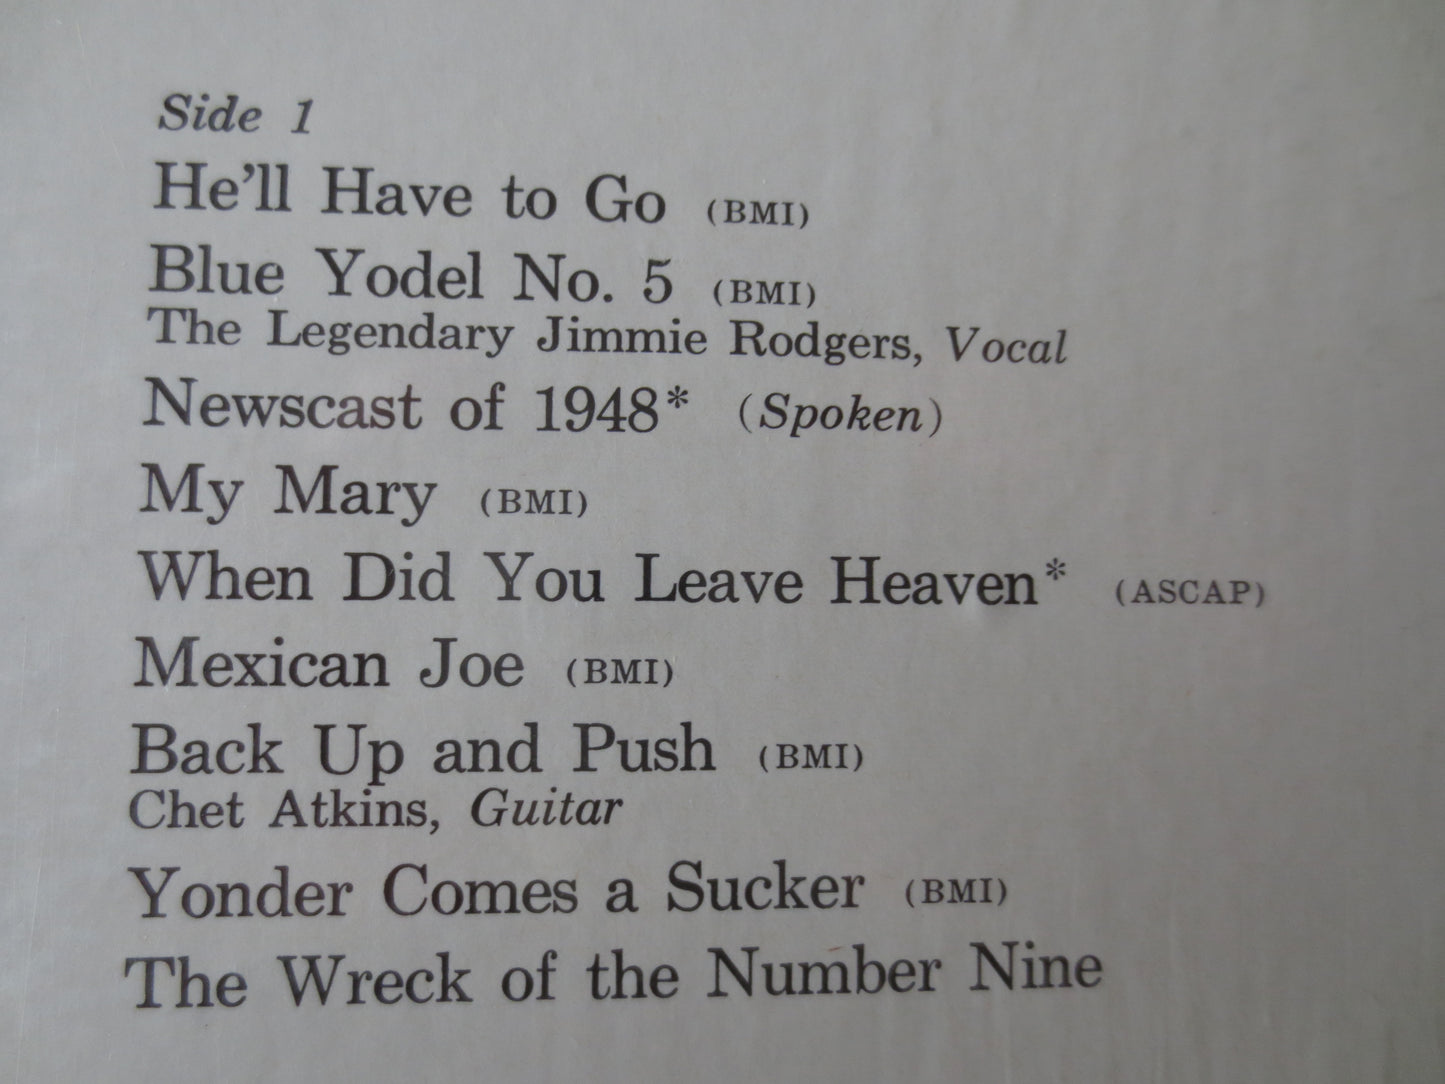 Side 1
He'll Have to Go (BMI)
Blue Yodel No. 5 (BMI)
The Legendary Jimmie Rodgers, Vocal
Newscast of 1948* (Spoken)
My Mary (BMI)
When Did You Leave Heaven* (ASCAP)
Mexican Joe (BMI)
Back Up and Push (BMI)
Chet Atkins, Guitar
Yonder Comes a Sucker (BMI)
The Wreck of the Number Nine